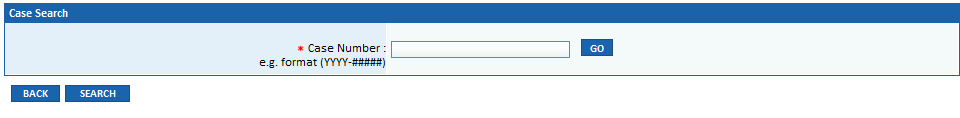 Case Search
* Case Number : GO
e.g. format (YYYY-#####)
BACK SEARCH